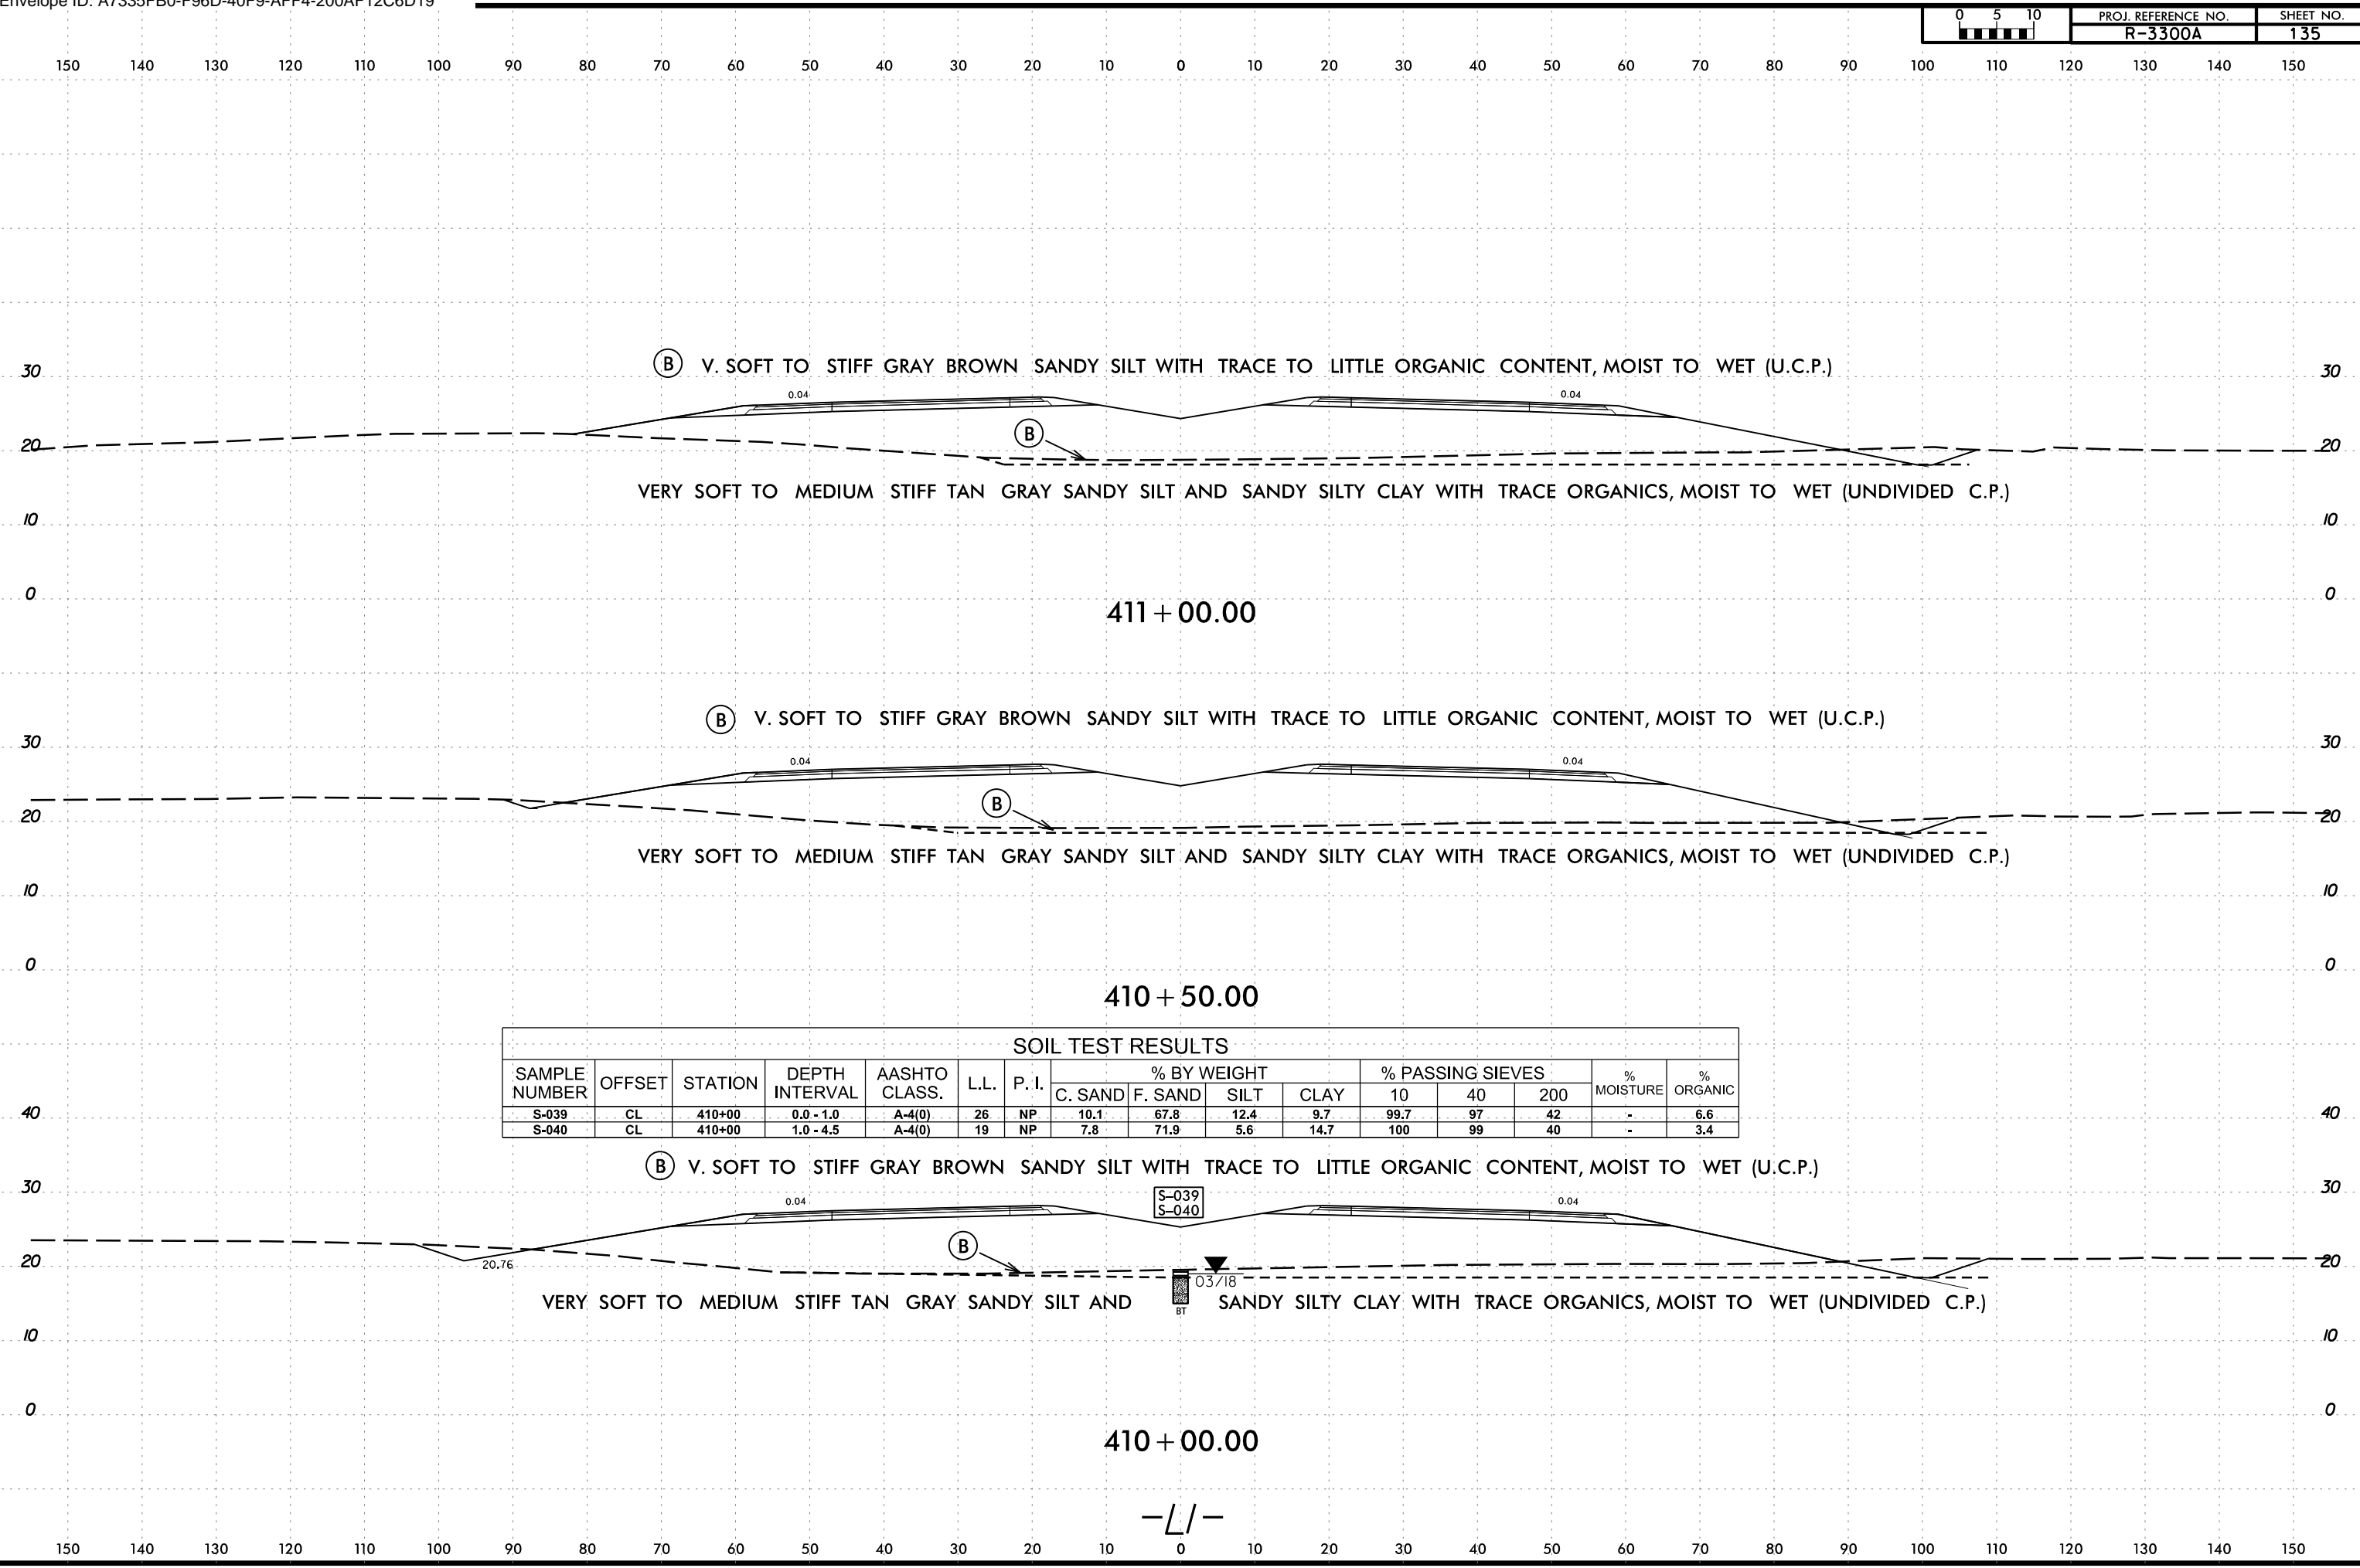 Envelope ID: A7335FB0-F96D-40F9-AFF4-200AF12C6D19
0 5 10
PROJ. REFERENCE NO. SHEET NO.
R-3300A 135
150 140 130 120 110 100 90 80 70 60 50 40 30 20 10 0 10 20 30 40 50 60 70 80 90 100 110 120 130 140 150
B V. SOFT TO STIFF GRAY BROWN SANDY SILT WITH TRACE TO LITTLE ORGANIC CONTENT, MOIST TO WET (U.C.P.)
30 30
0.04 0.04
B
20 20
VERY SOFT TO MEDIUM STIFF TAN GRAY SANDY SILT AND SANDY SILTY CLAY WITH TRACE ORGANICS, MOIST TO WET (UNDIVIDED C.P.)
10 10
0 0
411+00.00
B V. SOFT TO STIFF GRAY BROWN SANDY SILT WITH TRACE TO LITTLE ORGANIC CONTENT, MOIST TO WET (U.C.P.)
30 30
0.04 0.04
B
20 20
VERY SOFT TO MEDIUM STIFF TAN GRAY SANDY SILT AND SANDY SILTY CLAY WITH TRACE ORGANICS, MOIST TO WET (UNDIVIDED C.P.)
10 10
0 0
410+50.00
SOIL TEST RESULTS
SAMPLE NUMBER OFFSET STATION DEPTH INTERVAL AASHTO CLASS. L.L. P.I. % BY WEIGHT % PASSING SIEVES % MOISTURE % ORGANIC
C. SAND F. SAND SILT CLAY 10 40 200
S-039 CL 410+00 0.0 - 1.0 A-4(0) 26 NP 10.1 67.8 12.4 9.7 99.7 97 42 - 6.6
S-040 CL 410+00 1.0 - 4.5 A-4(0) 19 NP 7.8 71.9 5.6 14.7 100 99 40 - 3.4
40 40
B V. SOFT TO STIFF GRAY BROWN SANDY SILT WITH TRACE TO LITTLE ORGANIC CONTENT, MOIST TO WET (U.C.P.)
30 30
S-039
S-040
0.04 0.04
B
20 20
20.76
03/18
VERY SOFT TO MEDIUM STIFF TAN GRAY SANDY SILT AND SANDY SILTY CLAY WITH TRACE ORGANICS, MOIST TO WET (UNDIVIDED C.P.)
BT
10 10
0 0
410+00.00
-L1-
150 140 130 120 110 100 90 80 70 60 50 40 30 20 10 0 10 20 30 40 50 60 70 80 90 100 110 120 130 140 150